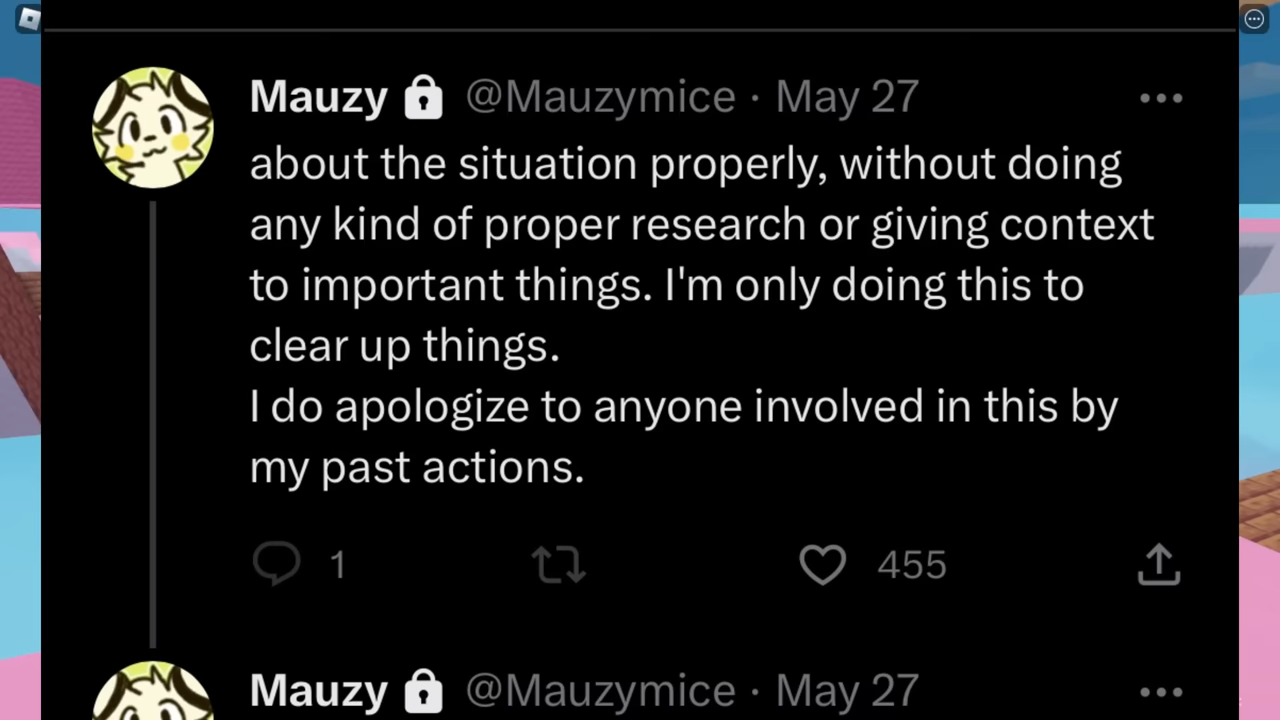 Mauzy @Mauzymice · May 27
about the situation properly, without doing
any kind of proper research or giving context
to important things. I'm only doing this to
clear up things.
I do apologize to anyone involved in this by
my past actions.
1 455
Mauzy @Mauzymice · May 27